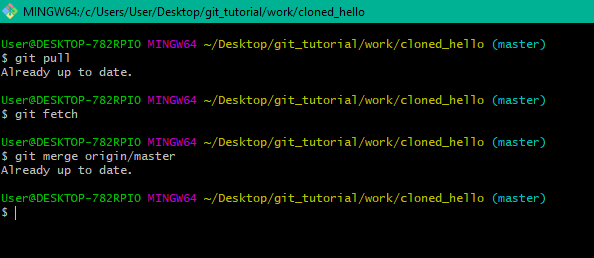 MINGW64:/c/Users/User/Desktop/git_tutorial/work/cloned_hello
User@DESKTOP-782RPIO MINGW64 ~/Desktop/git_tutorial/work/cloned_hello (master)
$ git pull
Already up to date.
User@DESKTOP-782RPIO MINGW64 ~/Desktop/git_tutorial/work/cloned_hello (master)
$ git fetch
User@DESKTOP-782RPIO MINGW64 ~/Desktop/git_tutorial/work/cloned_hello (master)
$ git merge origin/master
Already up to date.
User@DESKTOP-782RPIO MINGW64 ~/Desktop/git_tutorial/work/cloned_hello (master)
$